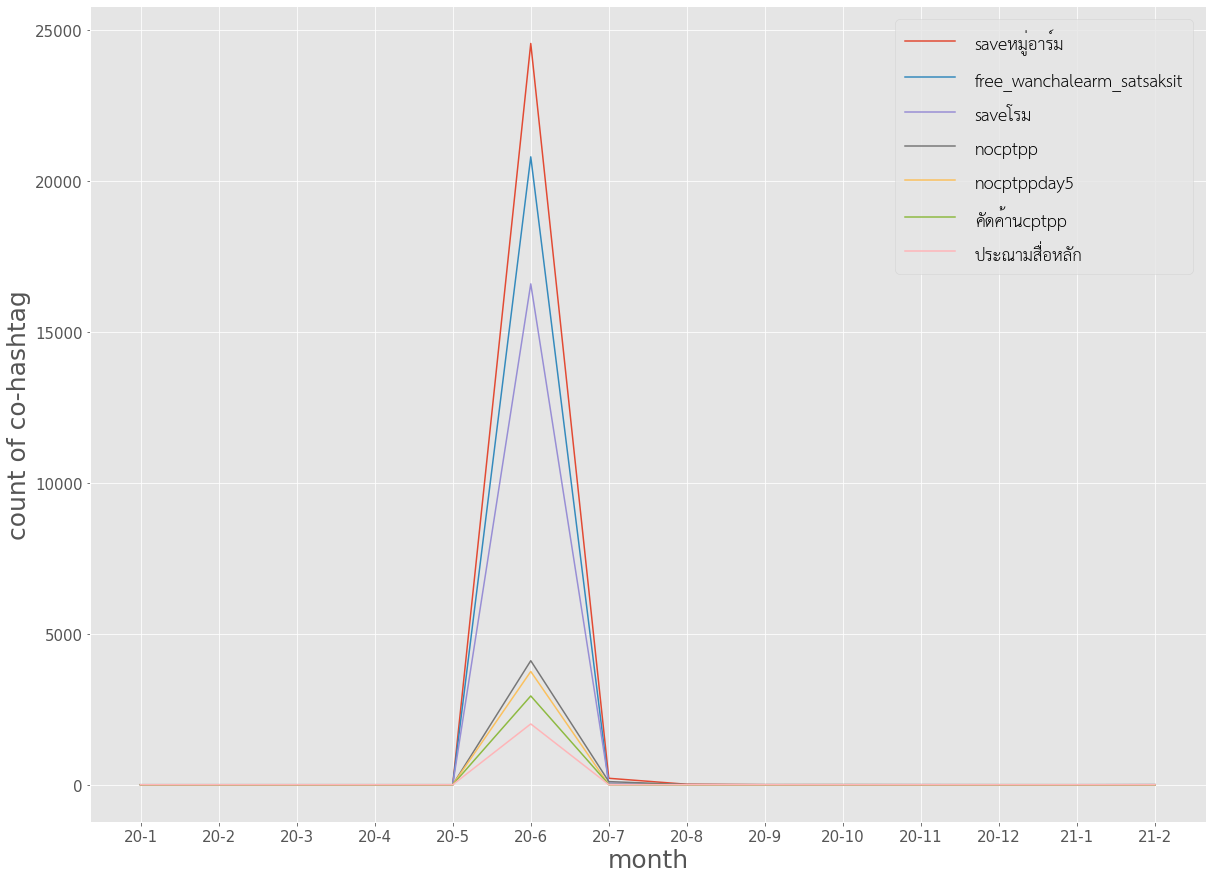 25000
20000
15000
10000
5000
0
count of co-hashtag
saveหมู่อาร์ม
free_wanchalearm_satsaksit
saveโรม
nocptpp
nocptppday5
คัดค้านcptpp
ประณามสื่อหลัก
20-1 20-2 20-3 20-4 20-5 20-6 20-7 20-8 20-9 20-10 20-11 20-12 21-1 21-2
month